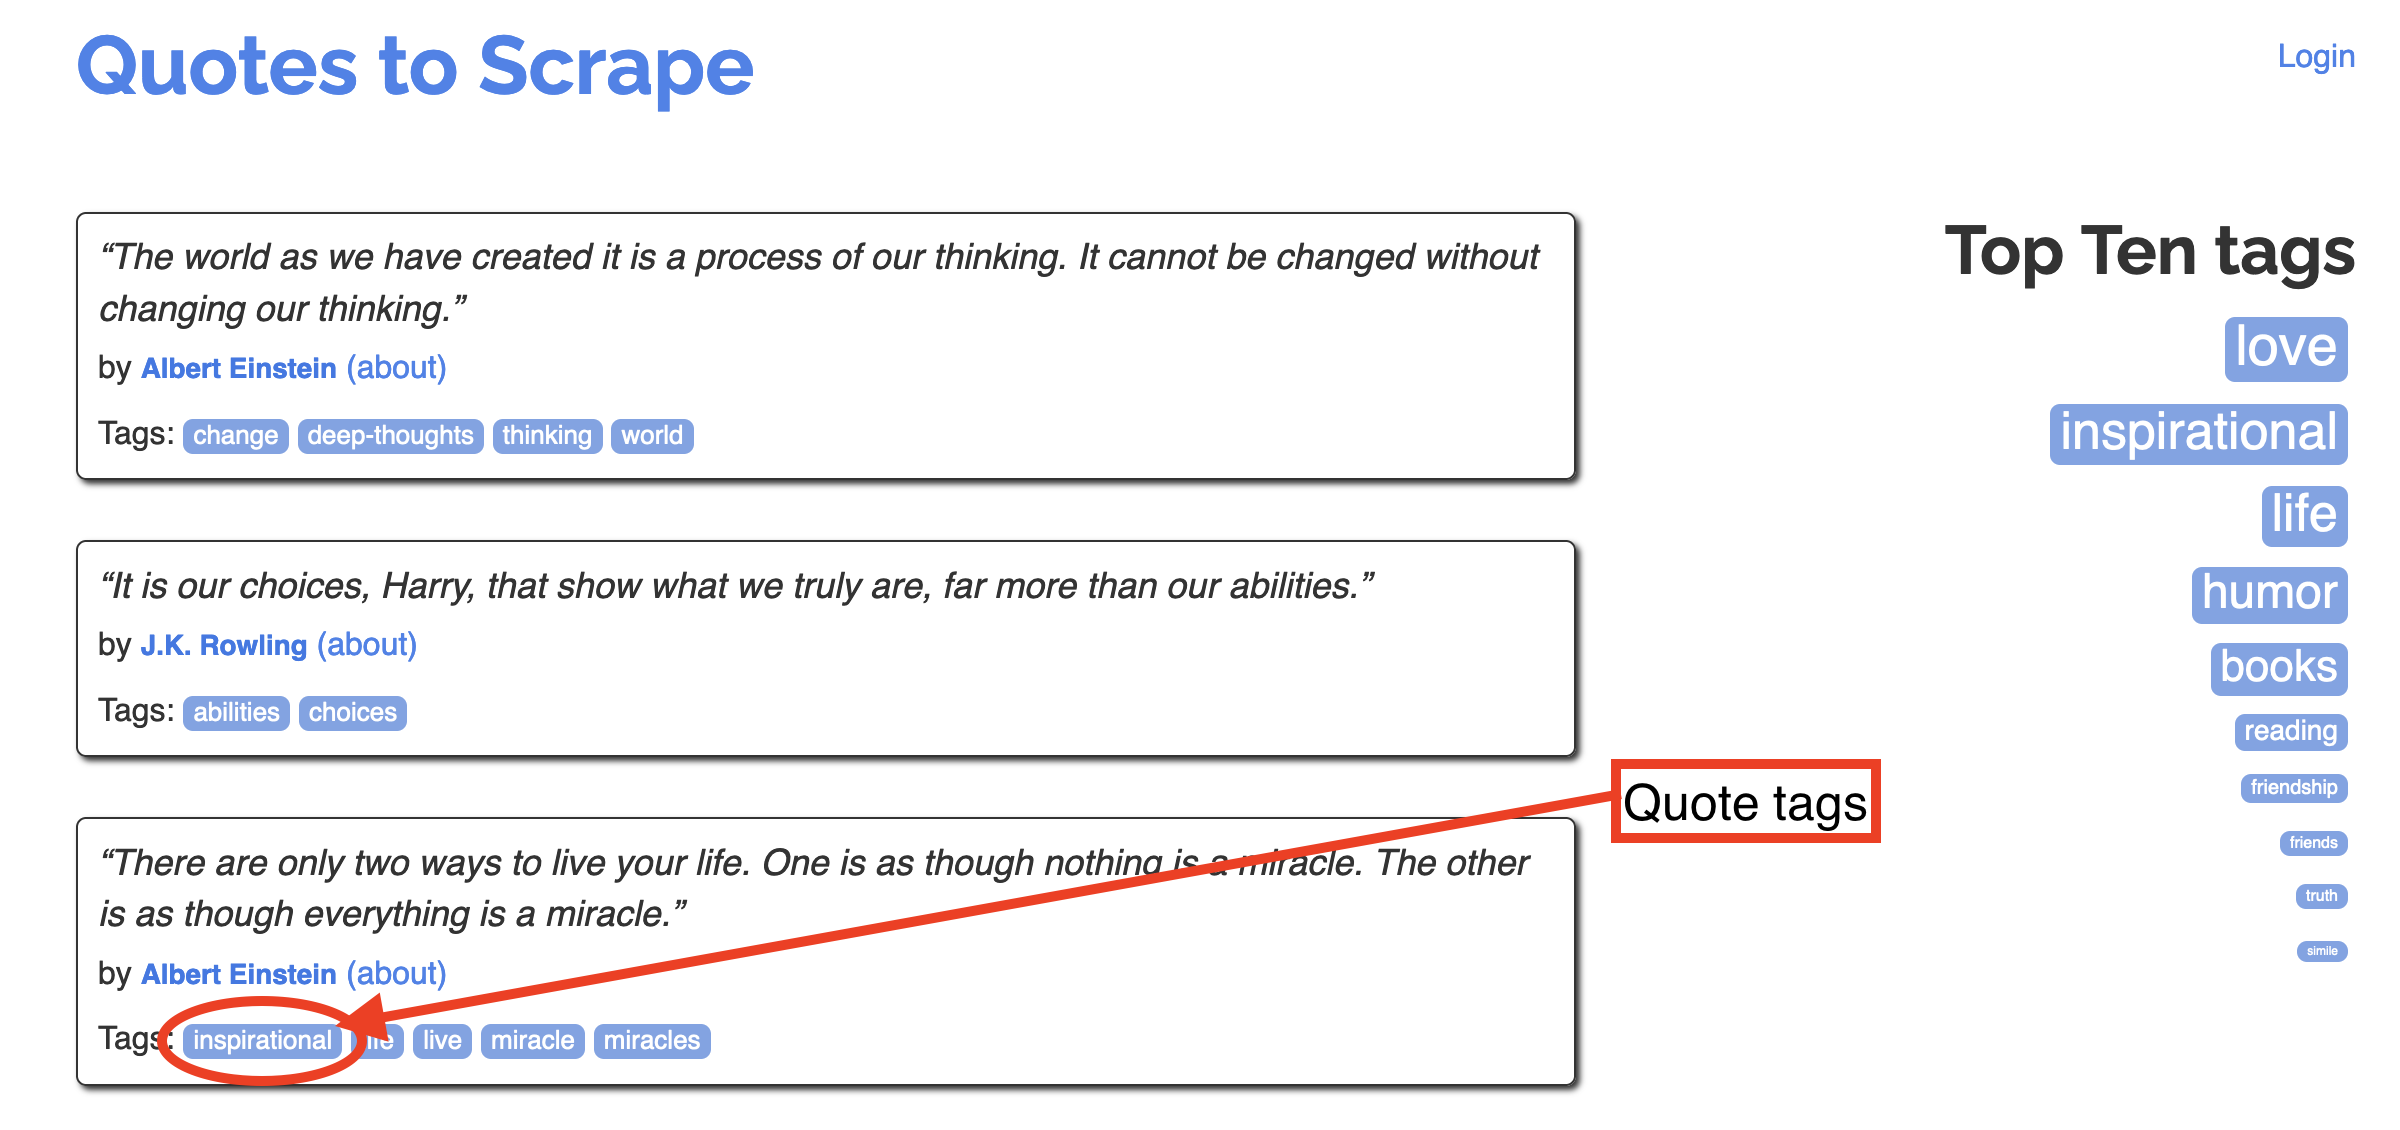 Quotes to Scrape
Login
“The world as we have created it is a process of our thinking. It cannot be changed without
changing our thinking.”
by Albert Einstein (about)
Tags: change deep-thoughts thinking world
“It is our choices, Harry, that show what we truly are, far more than our abilities.”
by J.K. Rowling (about)
Tags: abilities choices
“There are only two ways to live your life. One is as though nothing is a miracle. The other
is as though everything is a miracle.”
by Albert Einstein (about)
Tags: inspirational life live miracle miracles
Quote tags
Top Ten tags
love
inspirational
life
humor
books
reading
friendship
friends
truth
simile